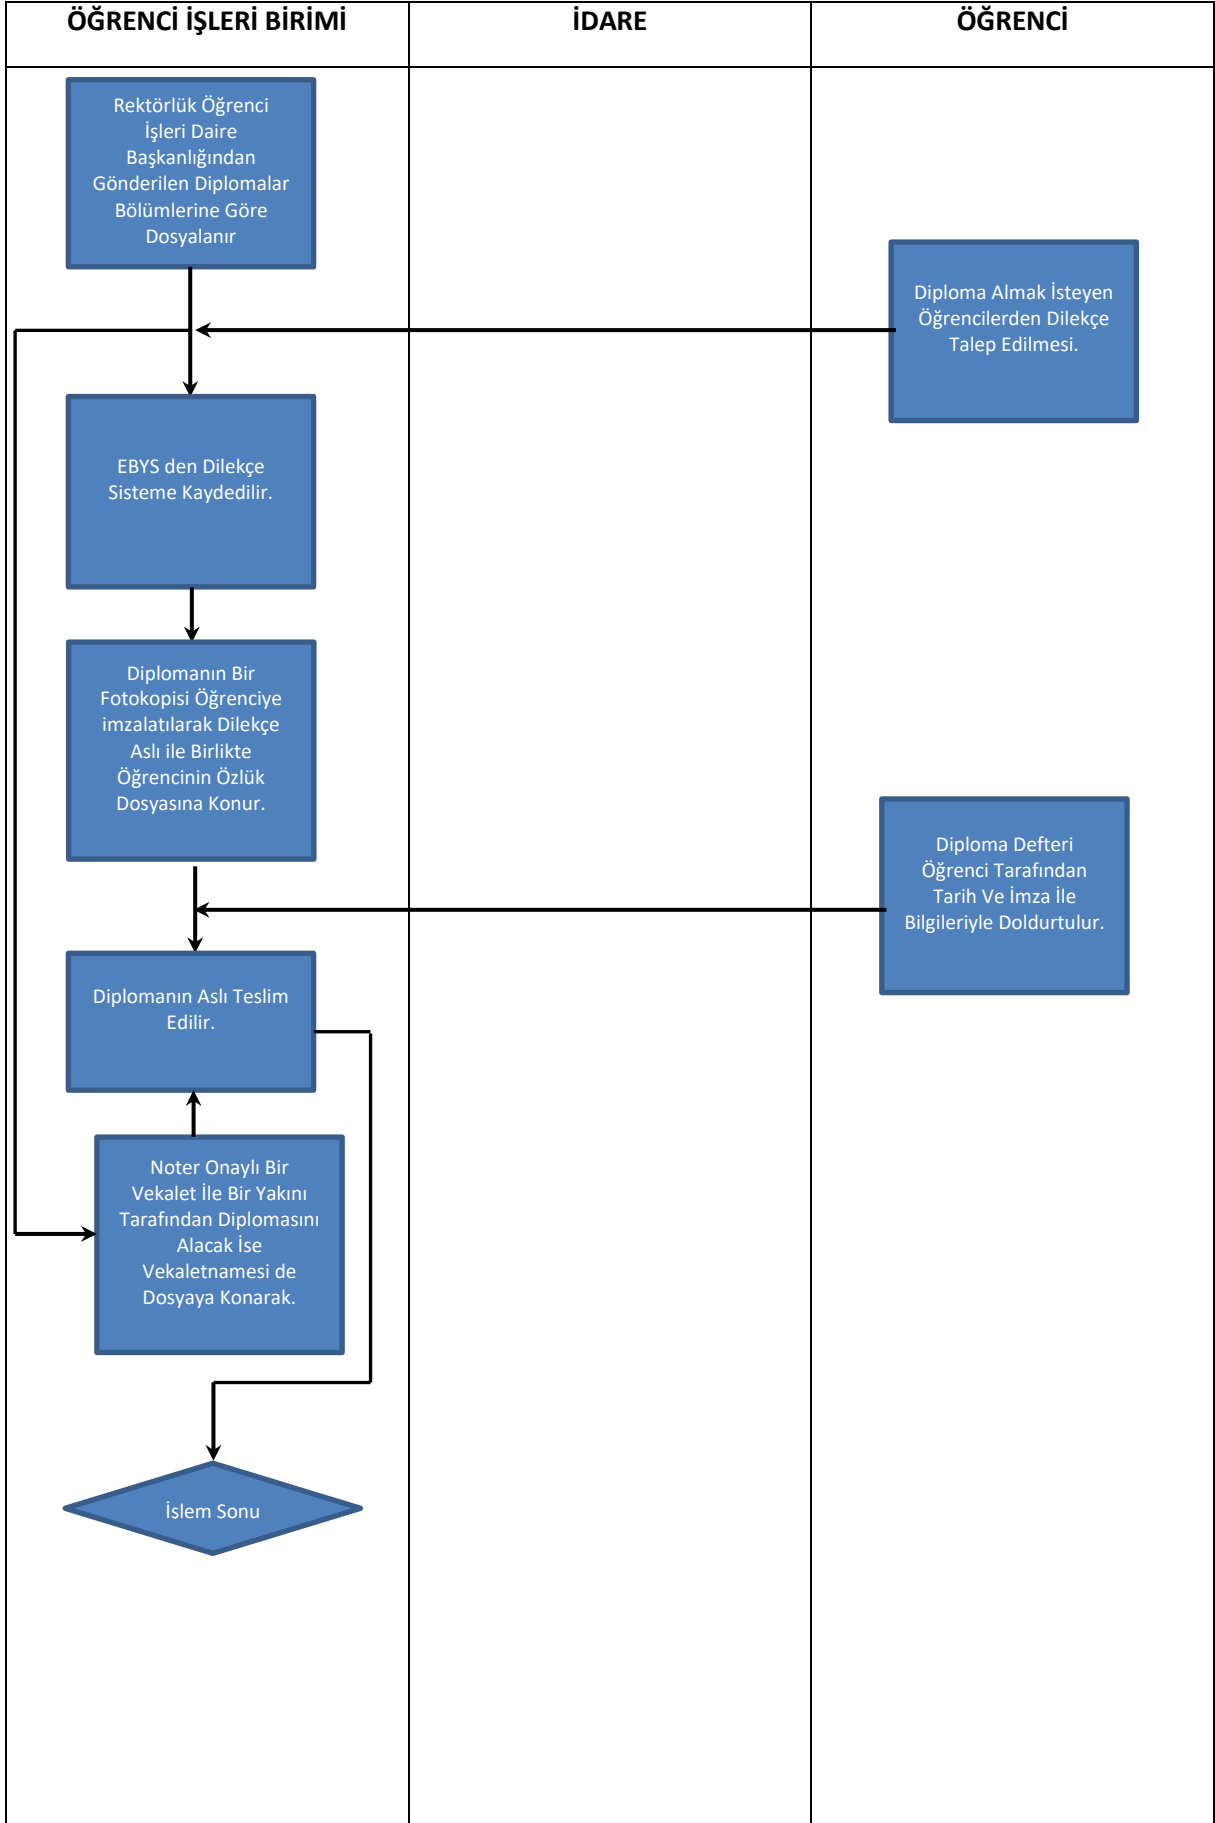 ÖĞRENCİ İŞLERİ BİRİMİ
İDARE
ÖĞRENCİ
Rektörlük Öğrenci
İşleri Daire
Başkanlığından
Gönderilen Diplomalar
Bölümlerine Göre
Dosyalanır
Diploma Almak İsteyen
Öğrencilerden Dilekçe
Talep Edilmesi.
EBYS den Dilekçe
Sisteme Kaydedilir.
Diplomanın Bir
Fotokopisi Öğrenciye
imzalatılarak Dilekçe
Aslı ile Birlikte
Öğrencinin Özlük
Dosyasına Konur.
Diploma Defteri
Öğrenci Tarafından
Tarih Ve İmza İle
Bilgileriyle Doldurtulur.
Diplomanın Aslı Teslim
Edilir.
Noter Onaylı Bir
Vekalet İle Bir Yakını
Tarafından Diplomasını
Alacak İse
Vekaletnamesi de
Dosyaya Konarak.
İslem Sonu